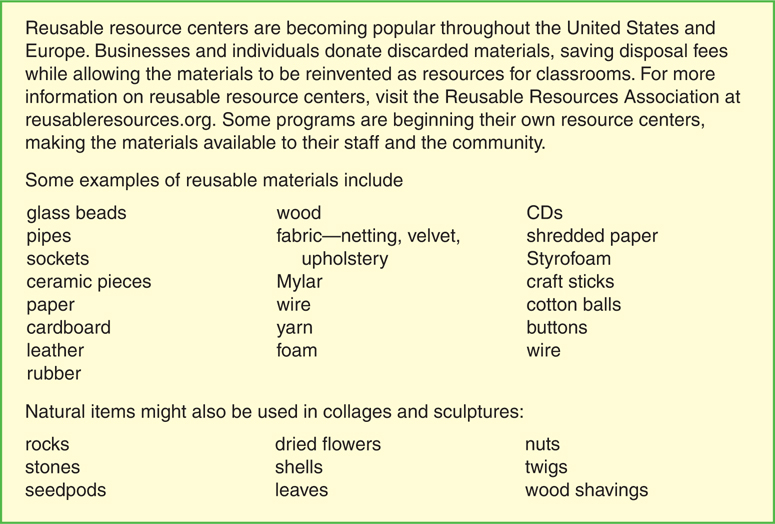 Reusable resource centers are becoming popular throughout the United States and
Europe. Businesses and individuals donate discarded materials, saving disposal fees
while allowing the materials to be reinvented as resources for classrooms. For more
information on reusable resource centers, visit the Reusable Resources Association at
reusableresources.org. Some programs are beginning their own resource centers,
making the materials available to their staff and the community.
Some examples of reusable materials include
glass beads
pipes
sockets
ceramic pieces
paper
cardboard
leather
rubber
wood
fabric—netting, velvet,
upholstery
Mylar
wire
yarn
foam
CDs
shredded paper
Styrofoam
craft sticks
cotton balls
buttons
wire
Natural items might also be used in collages and sculptures:
rocks
stones
seedpods
dried flowers
shells
leaves
nuts
twigs
wood shavings